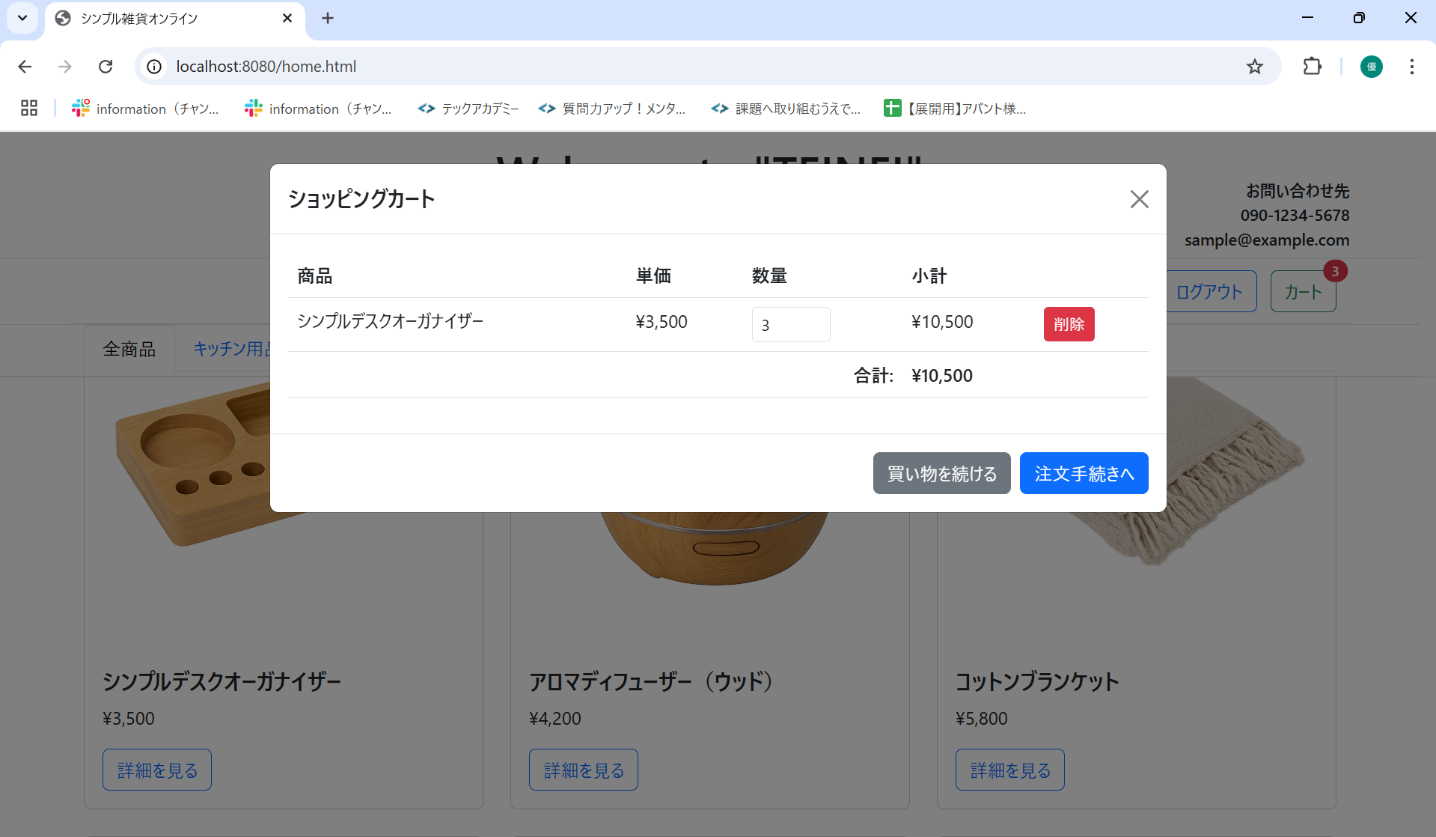 シンプル雑貨オンライン
localhost:8080/home.html
information（チャン... information（チャン... テックアカデミー 質問力アップ！メンタ... 課題へ取り組むうえで... 【展開用】アバント様...
お問い合わせ先
090-1234-5678
sample@example.com
ログアウト カート 3
全商品 キッチン用品
ショッピングカート
商品 単価 数量 小計
シンプルデスクオーガナイザー ¥3,500 3 ¥10,500 削除
合計: ¥10,500
買い物を続ける 注文手続きへ
シンプルデスクオーガナイザー アロマディフューザー（ウッド） コットンブランケット
¥3,500 ¥4,200 ¥5,800
詳細を見る 詳細を見る 詳細を見る